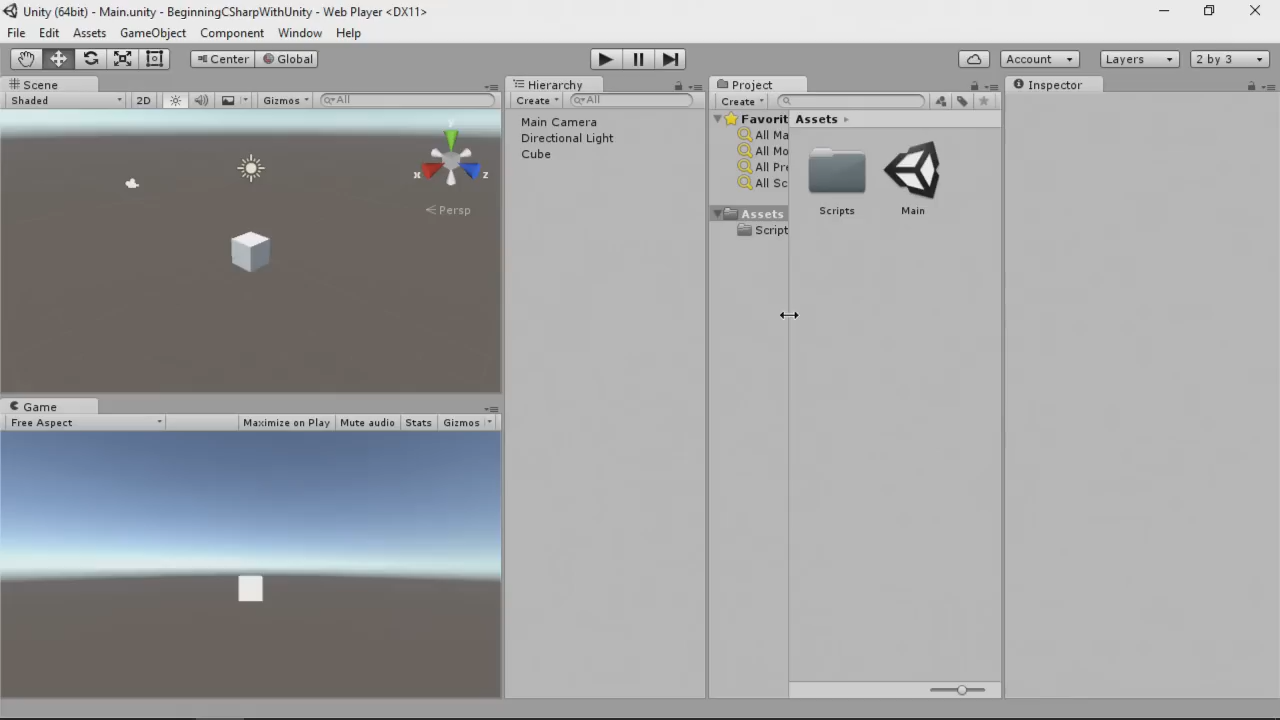 Unity (64bit) - Main.unity - BeginningCSharpWithUnity - Web Player <DX11>
File Edit Assets GameObject Component Window Help
Center Global Account Layers 2 by 3
Scene
Shaded 2D Gizmos All
y
x z
Persp
Game
Free Aspect Maximize on Play Mute audio Stats Gizmos
Hierarchy
Create All
Main Camera
Directional Light
Cube
Project
Create
Favorit
All Ma
All Mo
All Pre
All Sc
Assets
Script
Assets
Scripts Main
Inspector